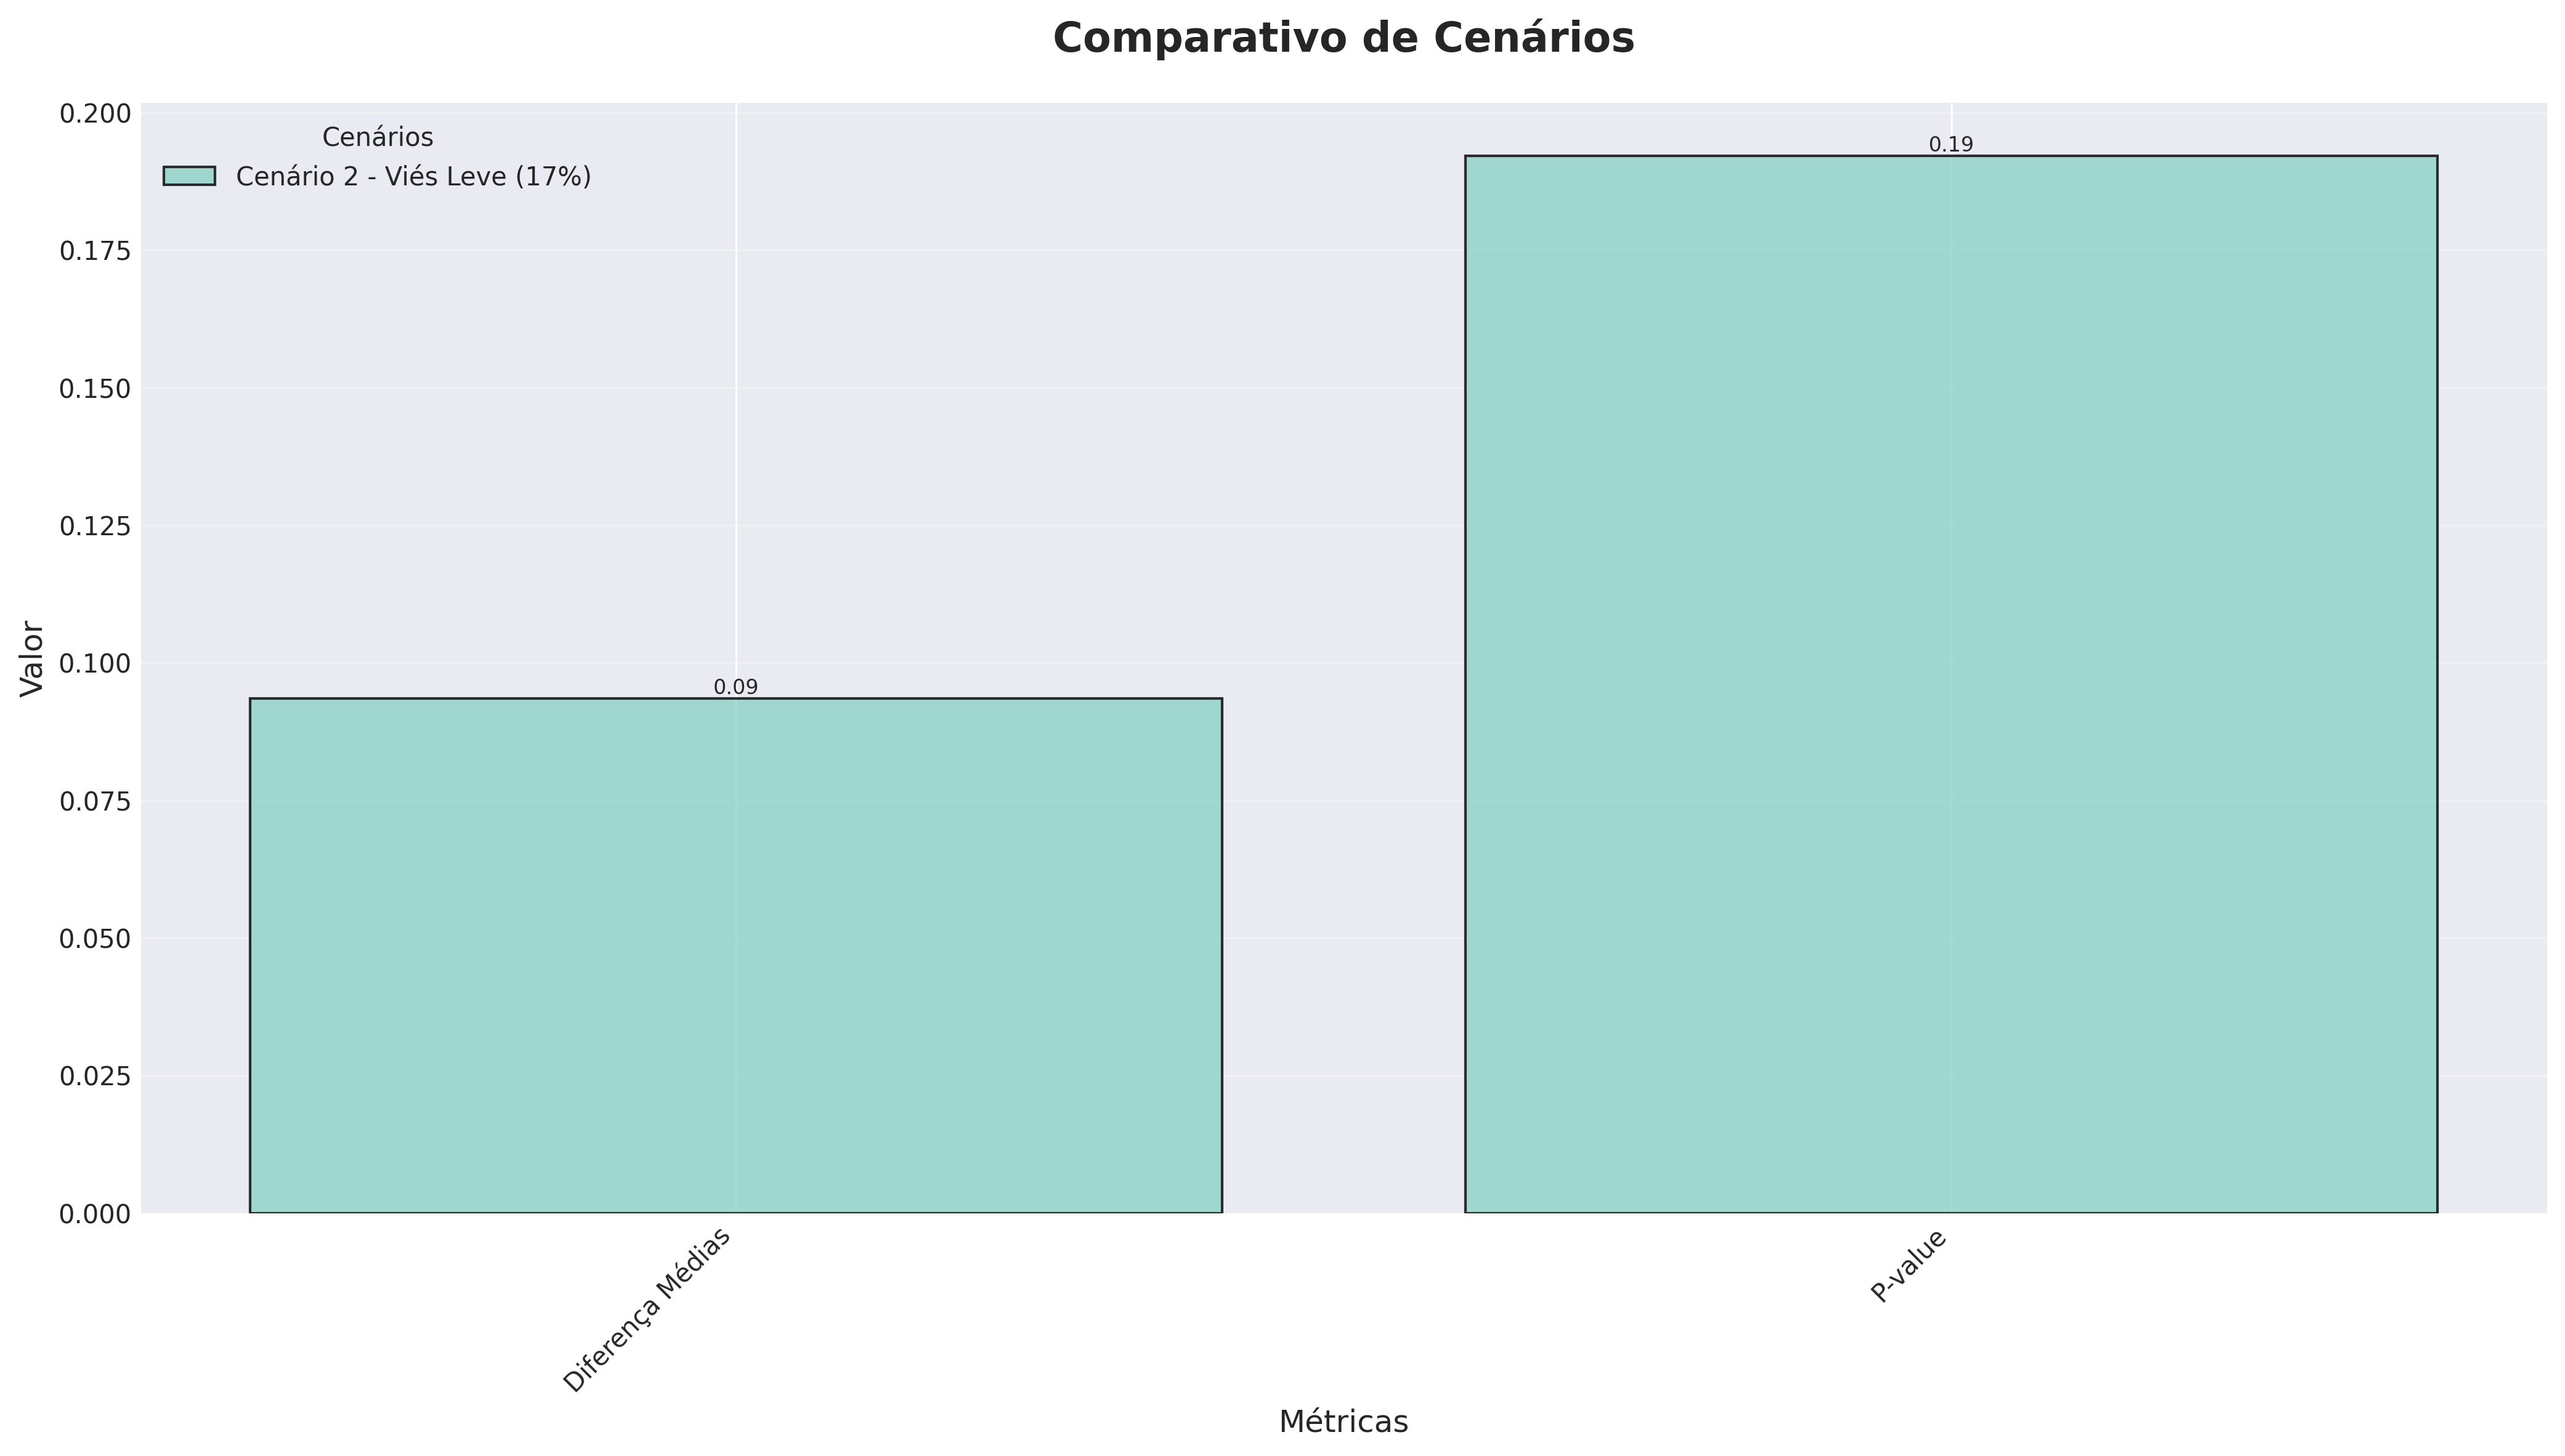 Comparativo de Cenários
Cenários
Cenário 2 - Viés Leve (17%)
Valor
0.200
0.175
0.150
0.125
0.100
0.075
0.050
0.025
0.000
0.09
0.19
Diferença Médias
P-value
Métricas